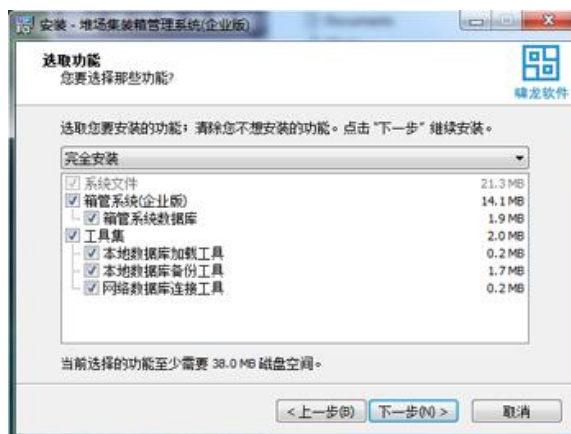 安装 - 堆场集装箱管理系统(企业版)
选取功能
您要选择那些功能?
啸龙软件
选取您要安装的功能；清除您不想安装的功能。点击 "下一步" 继续安装。
完全安装
系统文件 21.3 MB
箱管系统(企业版) 14.1 MB
箱管系统数据库 1.9 MB
工具集 2.0 MB
本地数据库加载工具 0.2 MB
本地数据库备份工具 1.7 MB
网络数据库连接工具 0.2 MB
当前选择的功能至少需要 38.0 MB 磁盘空间。
<上一步(B) 下一步(N) > 取消